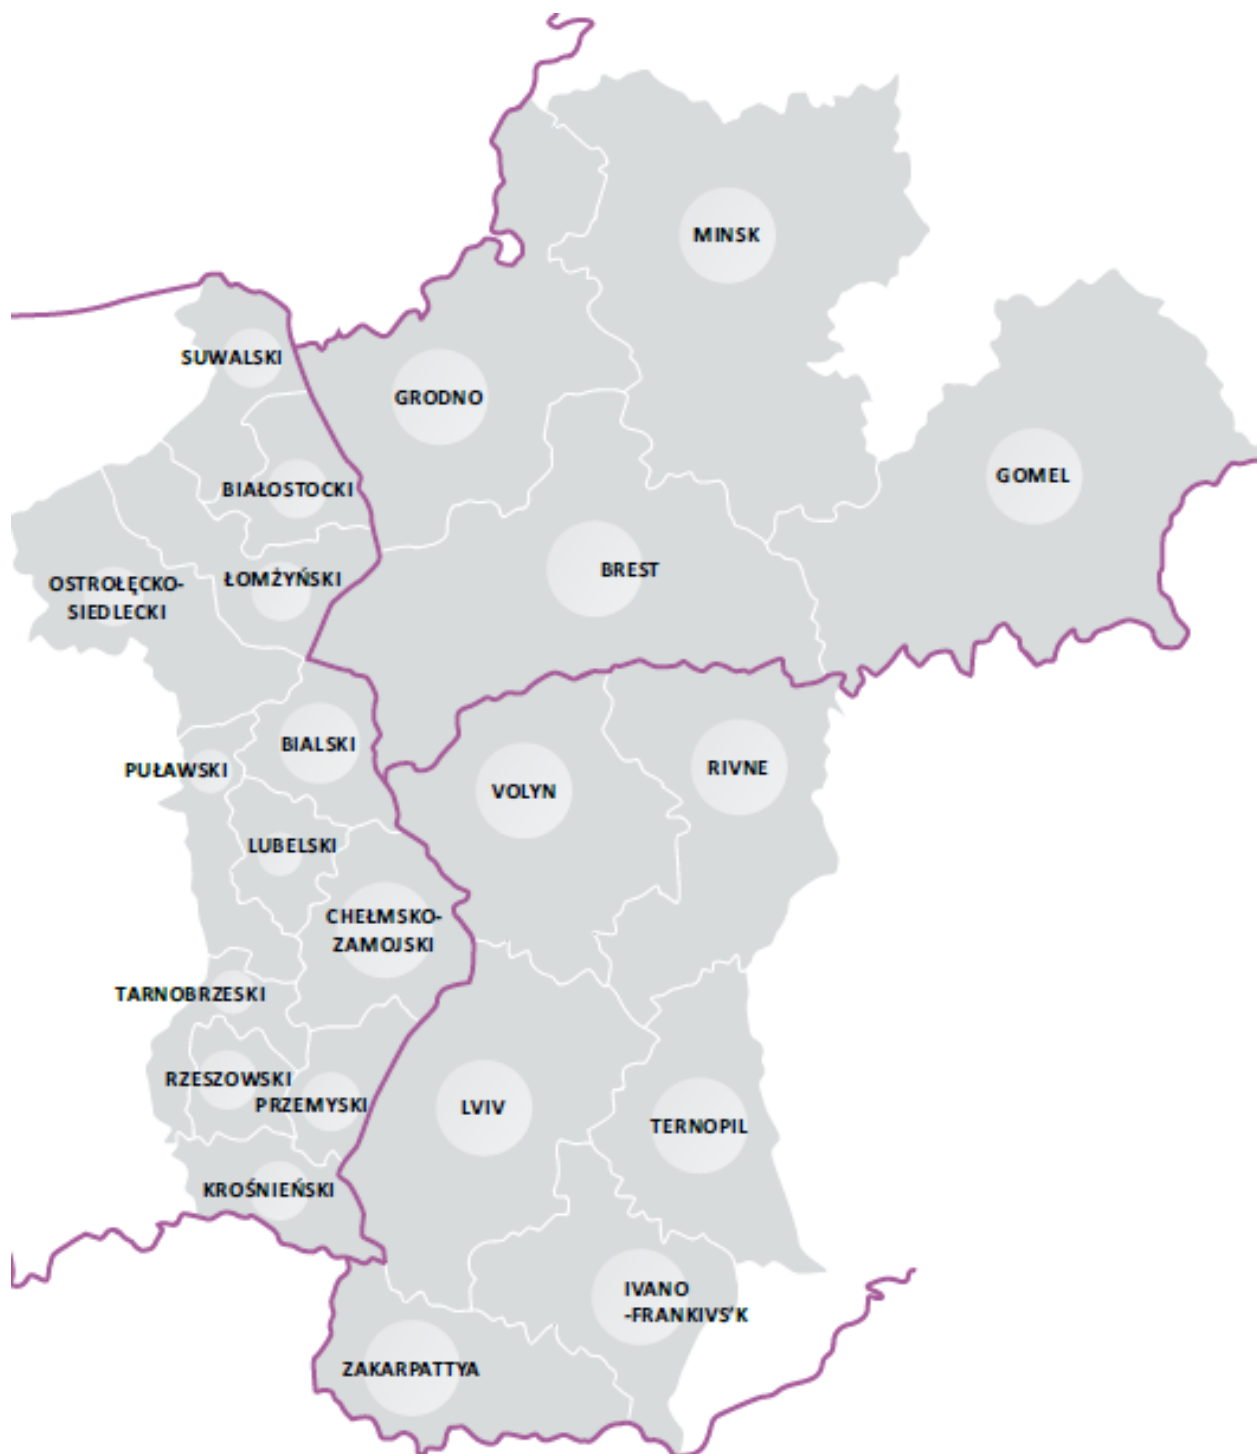 MINSK
SUWALSKI
GRODNO
GOMEL
BIAŁOSTOCKI
BREST
ŁOMŻYŃSKI
OSTROŁĘCKO-
SIEDLECKI
BIALSKI
PUŁAWSKI
RIVNE
VOLYN
LUBELSKI
CHEŁMSKO-
ZAMOJSKI
TARNOBRZESKI
RZESZOWSKI
PRZEMYSKI
LVIV
TERNOPIL
KROŚNIEŃSKI
IVANO
-FRANKIVS'K
ZAKARPATTYA